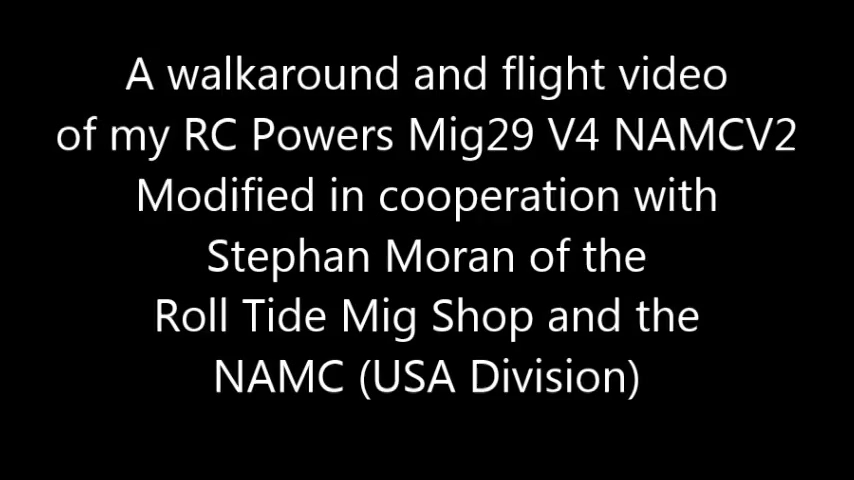 A walkaround and flight video
of my RC Powers Mig29 V4 NAMCV2
Modified in cooperation with
Stephan Moran of the
Roll Tide Mig Shop and the
NAMC (USA Division)